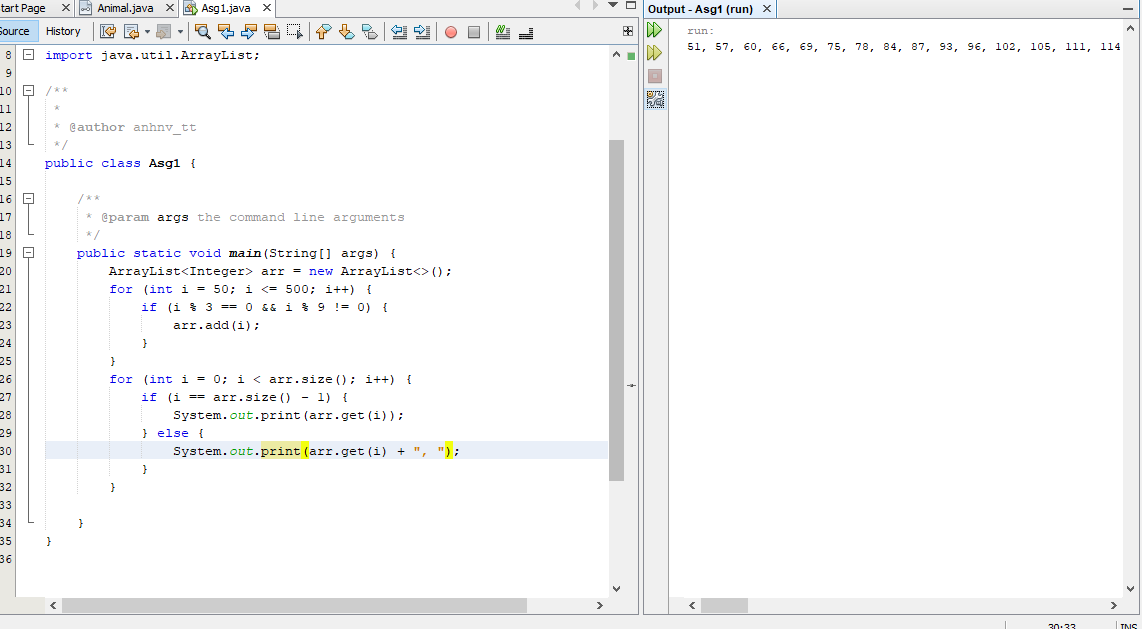 tart Page Animal.java Asg1.java Output - Asg1 (run)
ource History
run:
51, 57, 60, 66, 69, 75, 78, 84, 87, 93, 96, 102, 105, 111, 114
8 import java.util.ArrayList;
9
10 /**
11 *
12 * @author anhnv_tt
13 */
14 public class Asg1 {
15
16 /**
17 * @param args the command line arguments
18 */
19 public static void main(String[] args) {
20 ArrayList<Integer> arr = new ArrayList<>();
21 for (int i = 50; i <= 500; i++) {
22 if (i % 3 == 0 && i % 9 != 0) {
23 arr.add(i);
24 }
25 }
26 for (int i = 0; i < arr.size(); i++) {
27 if (i == arr.size() - 1) {
28 System.out.print(arr.get(i));
29 } else {
30 System.out.print(arr.get(i) + ", ");
31 }
32 }
33
34 }
35 }
36
30:33 INS